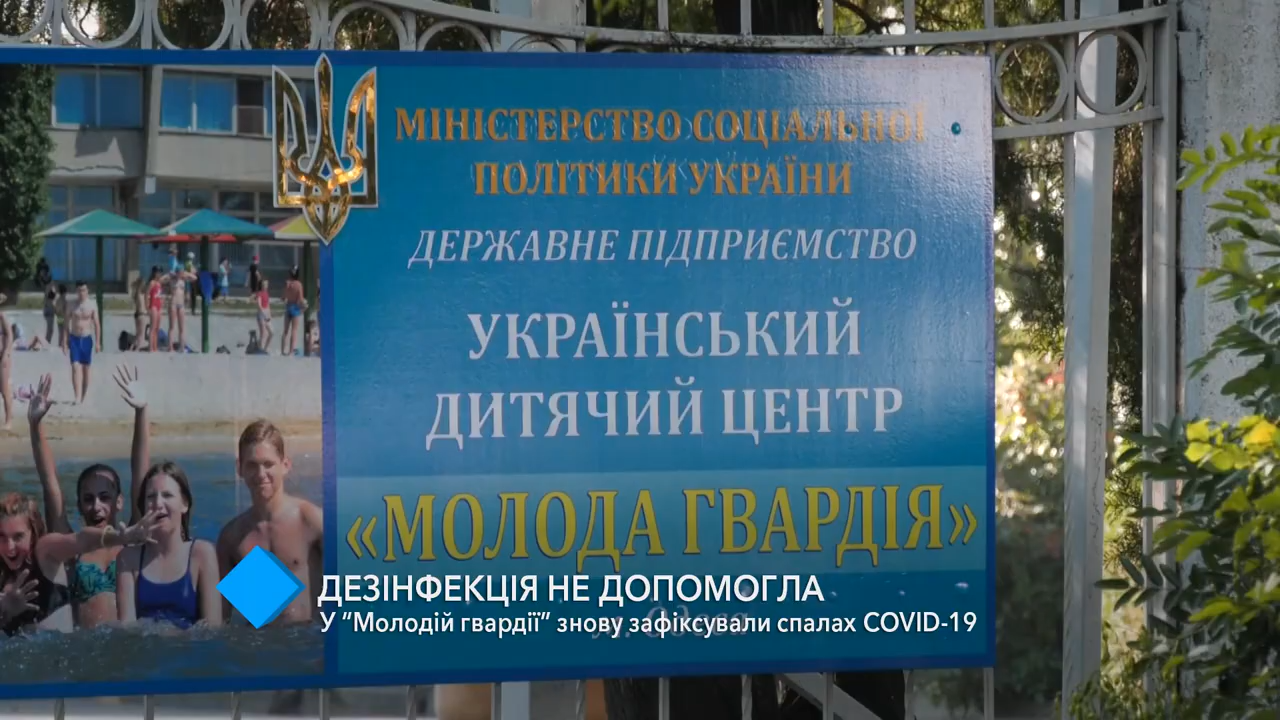 МІНІСТЕРСТВО СОЦІАЛЬНОЇ
ПОЛІТИКИ УКРАЇНИ
ДЕРЖАВНЕ ПІДПРИЄМСТВО
УКРАЇНСЬКИЙ
ДИТЯЧИЙ ЦЕНТР
«МОЛОДА ГВАРДІЯ»
ДЕЗІНФЕКЦІЯ НЕ ДОПОМОГЛА
У “Молодій гвардії” знову зафіксували спалах COVID-19
м. Одеса